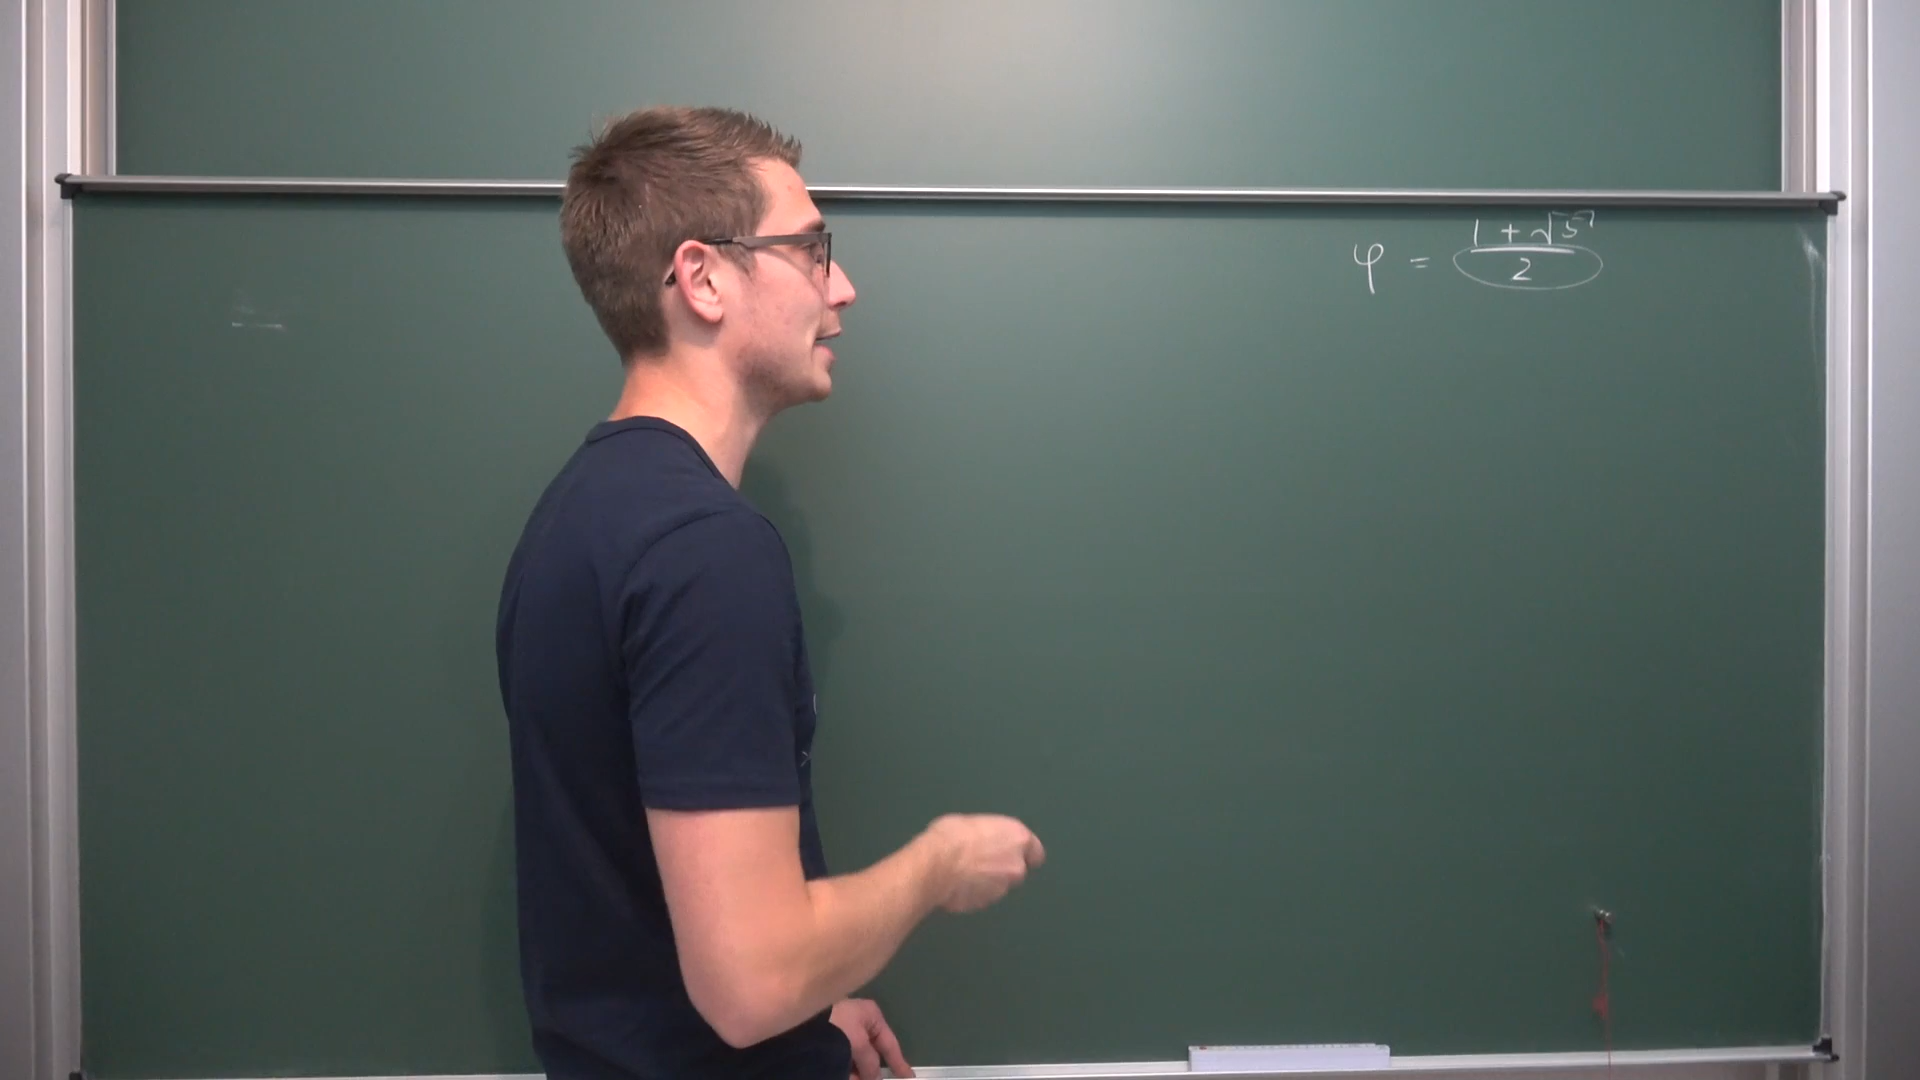 φ = (1 + √5) / 2